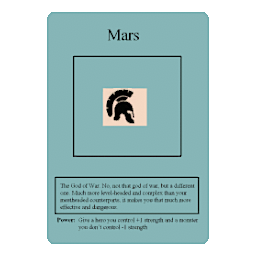 Mars
The God of War. No, not that god of war, but a different
one. Much more level-headed and complex than your
meatheaded counterparts, it makes you that much more
effective and dangerous.
Power: Give a hero you control +1 strength and a monster
you don't control -1 strength